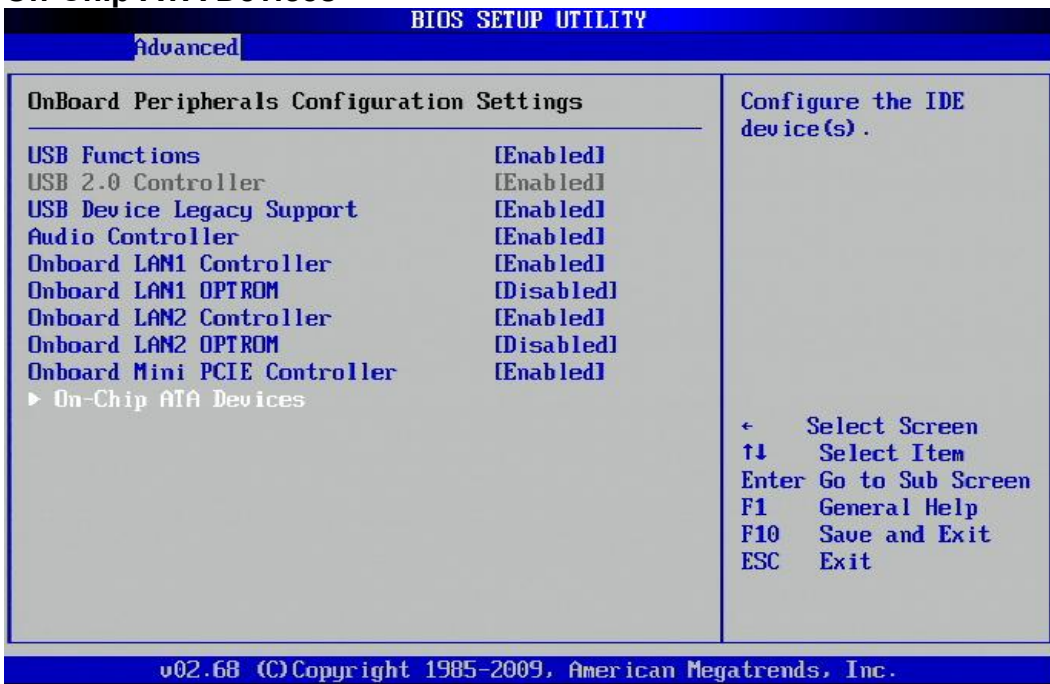 On-Chip ATA Devices
BIOS SETUP UTILITY
Advanced
OnBoard Peripherals Configuration Settings
USB Functions [Enabled]
USB 2.0 Controller [Enabled]
USB Device Legacy Support [Enabled]
Audio Controller [Enabled]
Onboard LAN1 Controller [Enabled]
Onboard LAN1 OPTROM [Disabled]
Onboard LAN2 Controller [Enabled]
Onboard LAN2 OPTROM [Disabled]
Onboard Mini PCIE Controller [Enabled]
► On-Chip ATA Devices
Configure the IDE
device(s).
← Select Screen
↑↓ Select Item
Enter Go to Sub Screen
F1 General Help
F10 Save and Exit
ESC Exit
v02.68 (C)Copyright 1985-2009, American Megatrends, Inc.